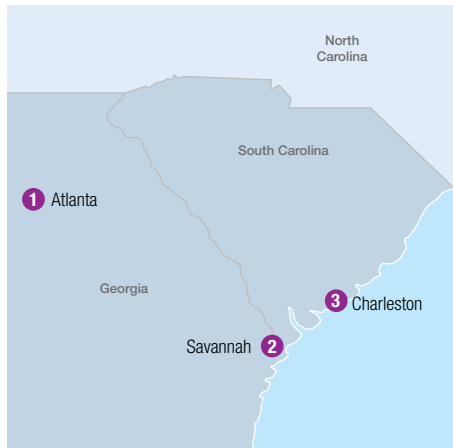 North
Carolina
South Carolina
1 Atlanta
Georgia
3 Charleston
Savannah 2